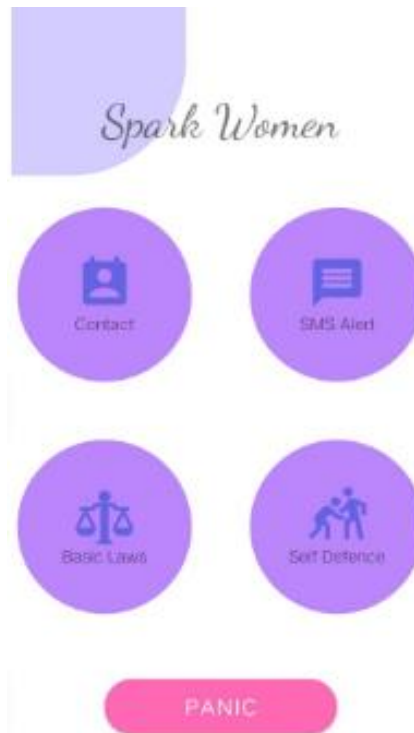 Spark Women
Contact
SMS Alert
Basic Laws
Self Defence
PANIC